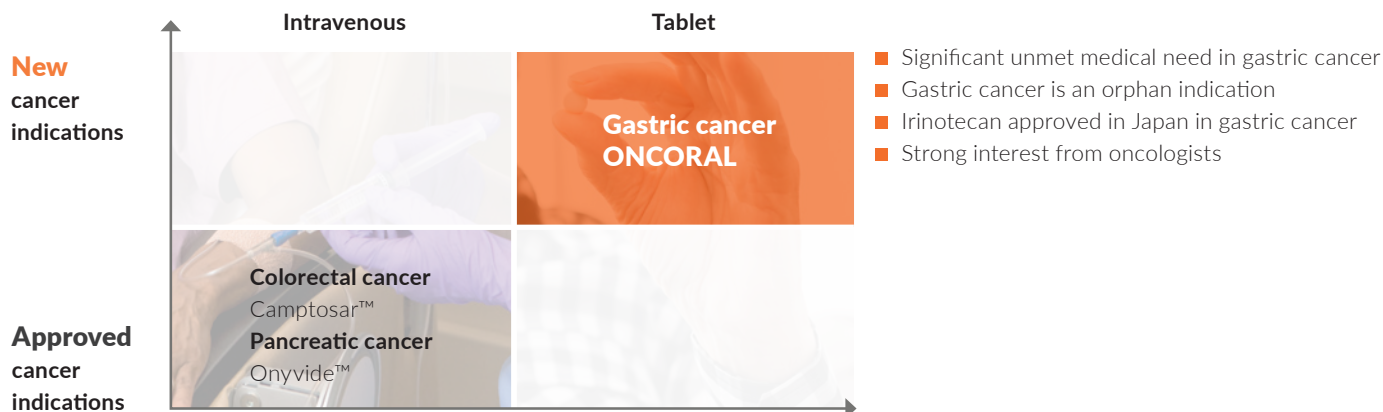 Intravenous
Tablet
New
cancer
indications
Gastric cancer
ONCORAL
Significant unmet medical need in gastric cancer
Gastric cancer is an orphan indication
Irinotecan approved in Japan in gastric cancer
Strong interest from oncologists
Approved
cancer
indications
Colorectal cancer
Camptosar™
Pancreatic cancer
Onyvide™